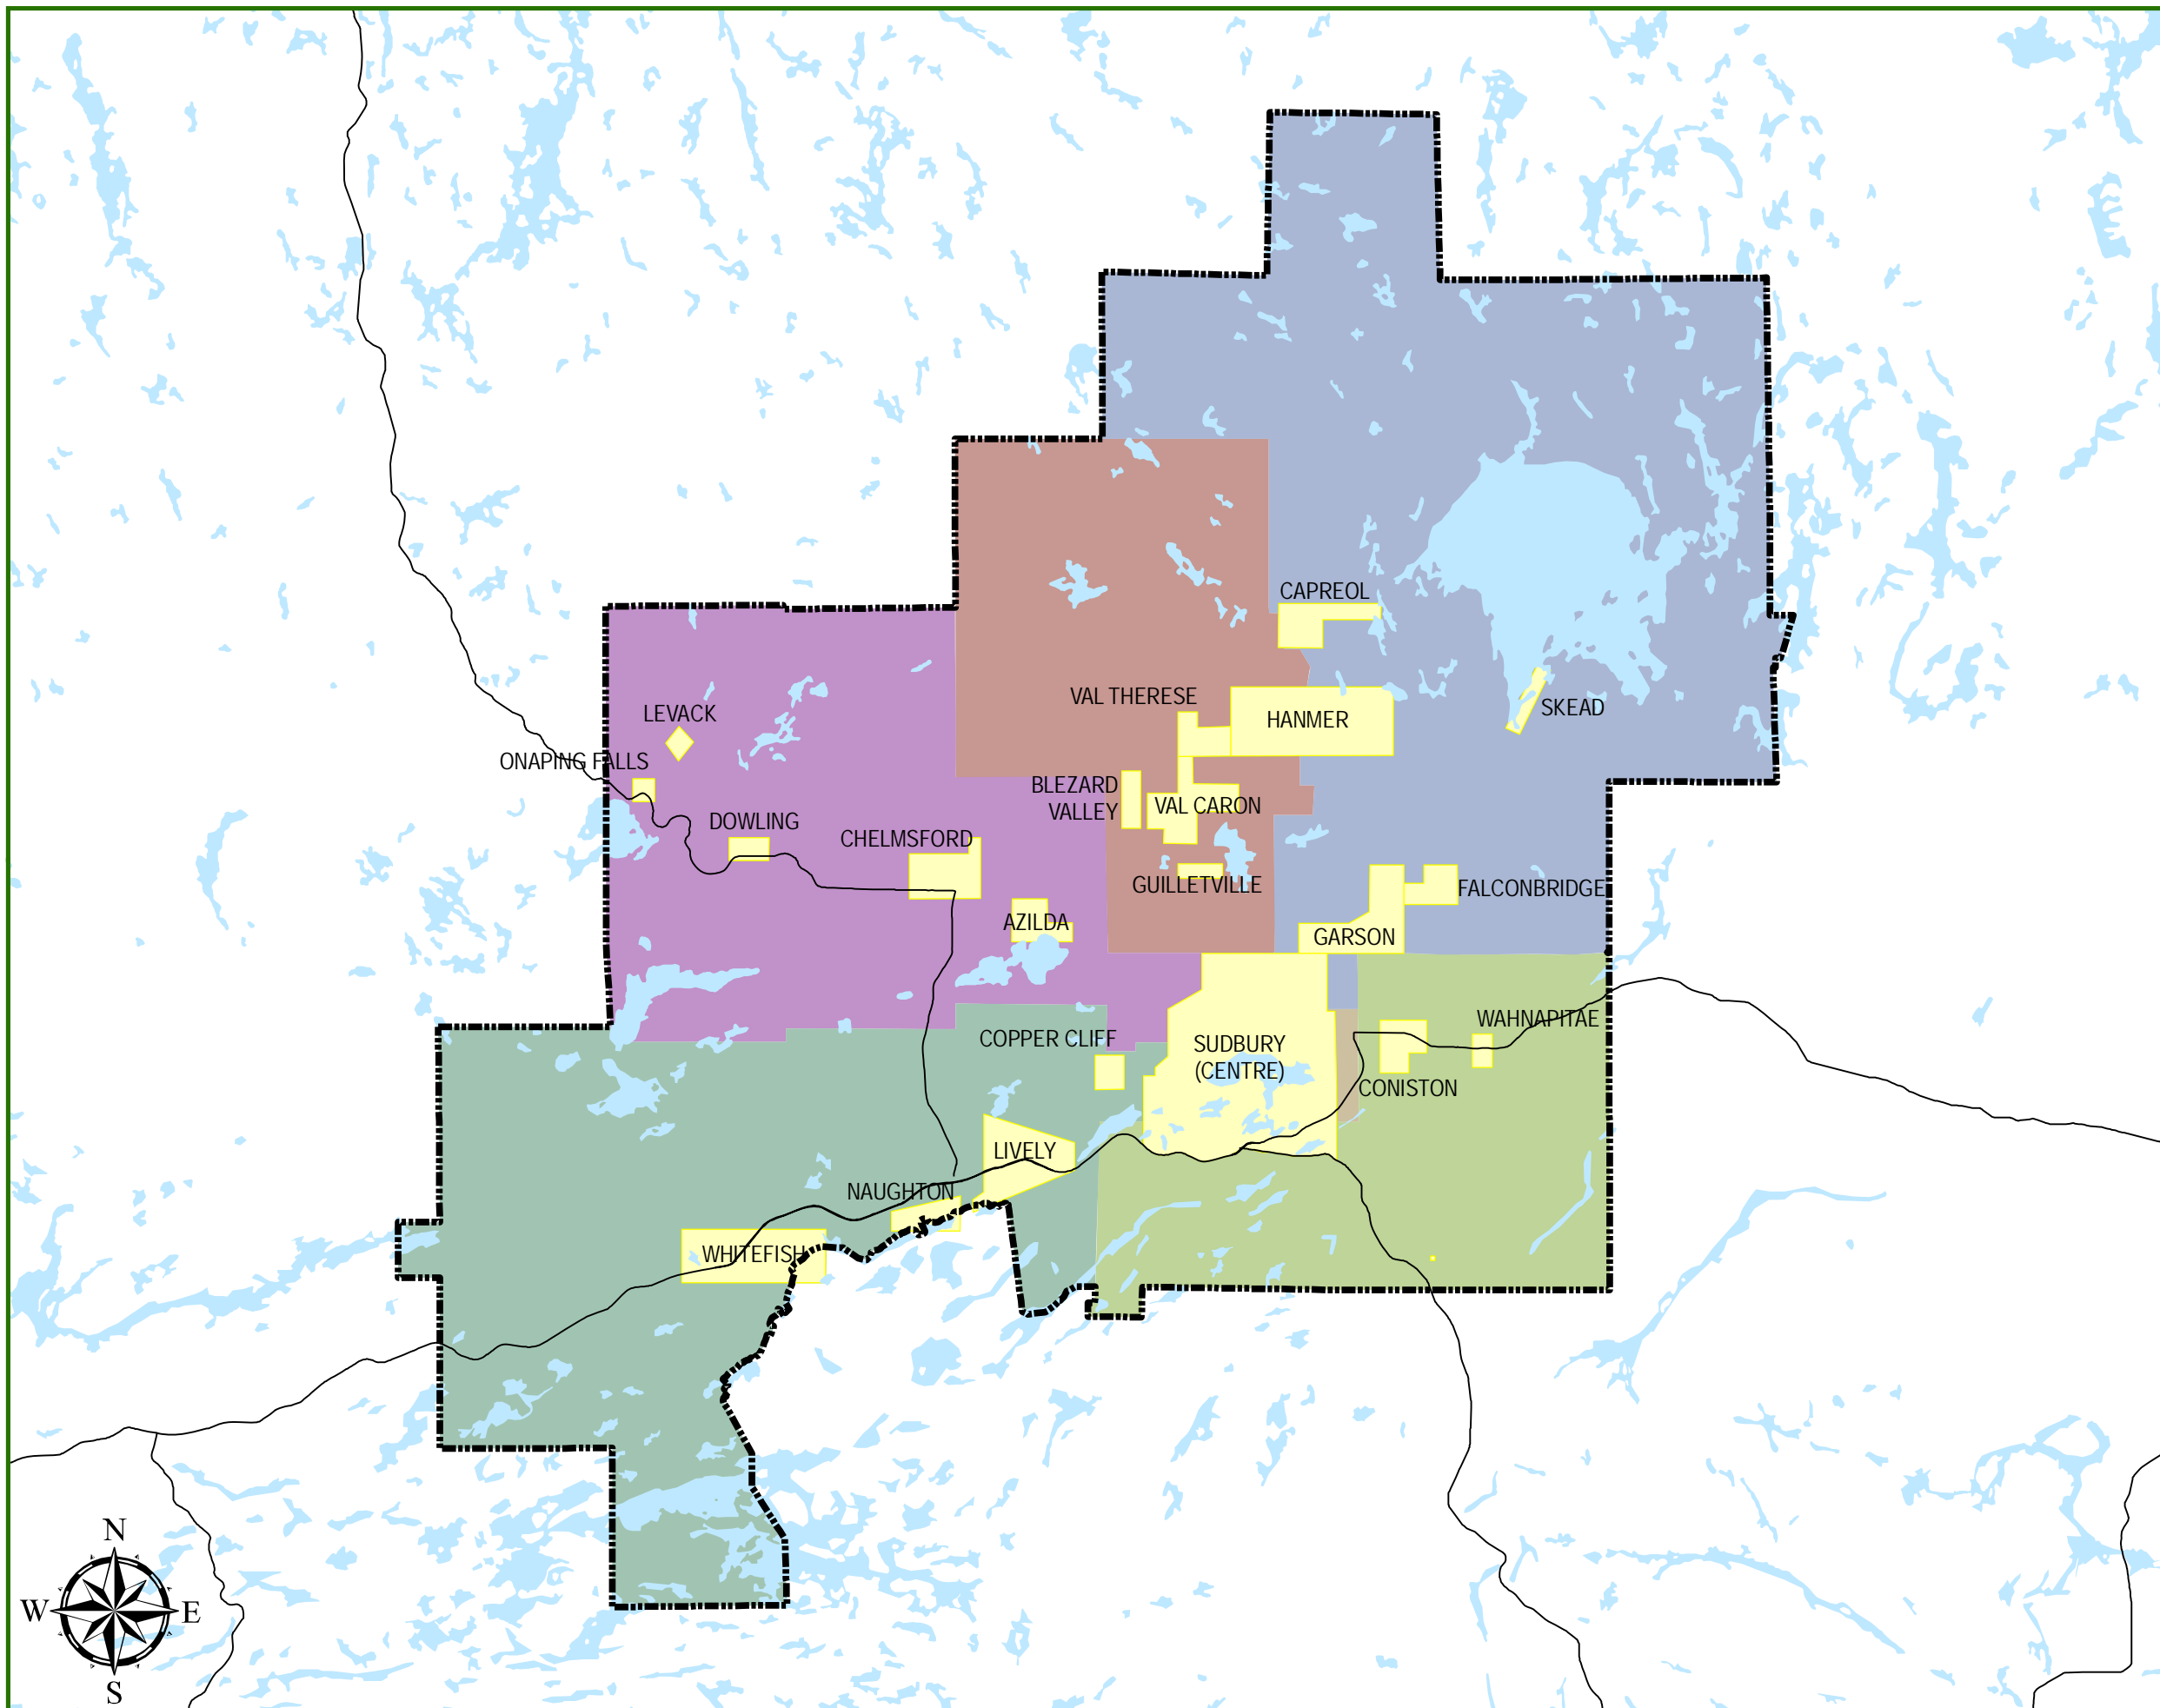 CAPREOL
VAL THERESE
HANMER
SKEAD
LEVACK
ONAPING FALLS
BLEZARD
VALLEY
VAL CARON
DOWLING
CHELMSFORD
GUILLETVILLE
FALCONBRIDGE
AZILDA
GARSON
COPPER CLIFF
SUDBURY
(CENTRE)
WAHNAPITAE
CONISTON
LIVELY
NAUGHTON
WHITEFISH
N
W
E
S